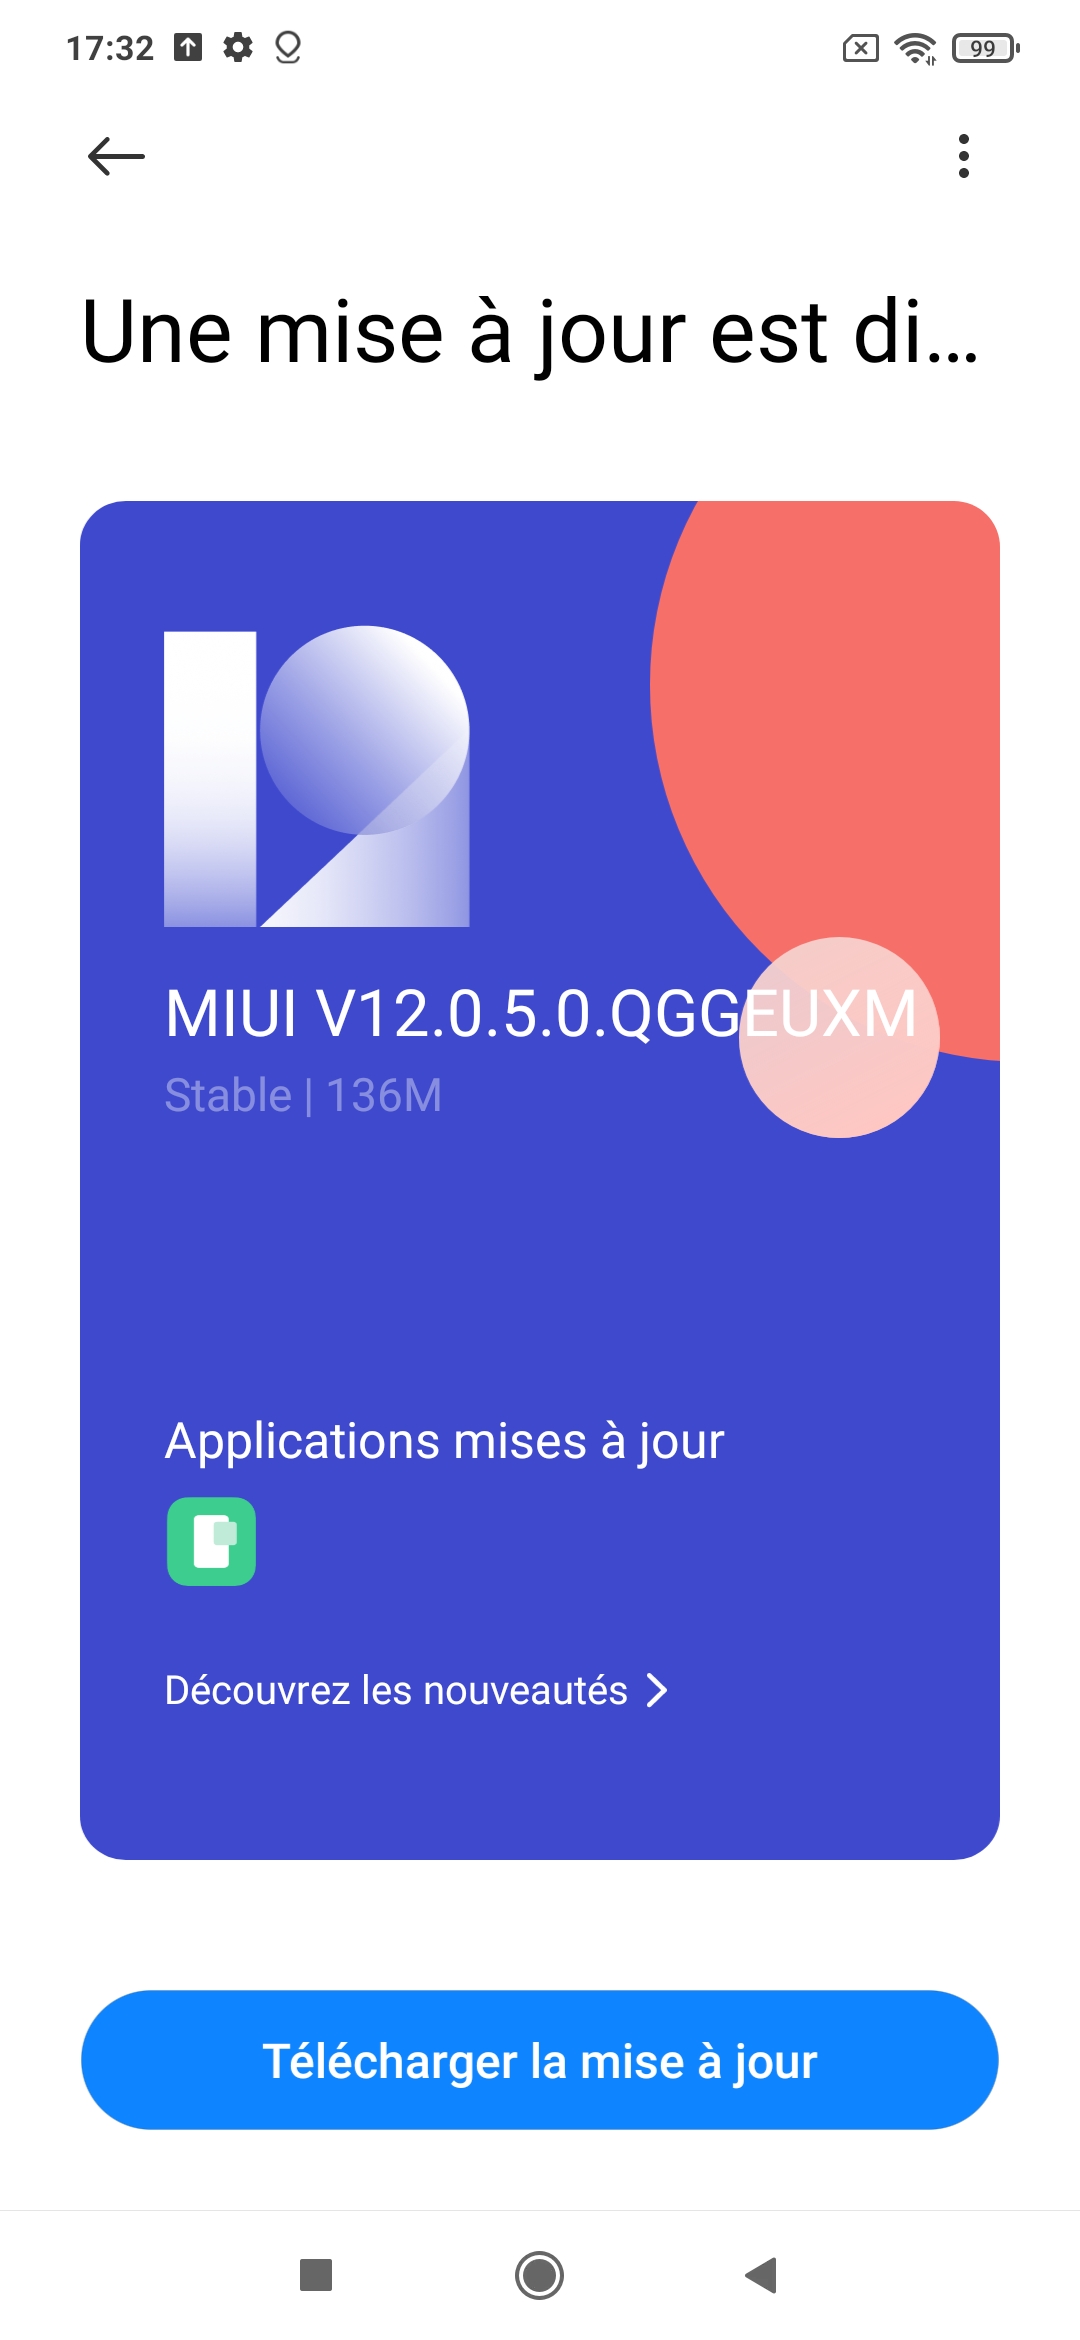 17:32
99
Une mise à jour est di...
MIUI V12.0.5.0.QGGEUXM
Stable | 136M
Applications mises à jour
Découvrez les nouveautés
Télécharger la mise à jour